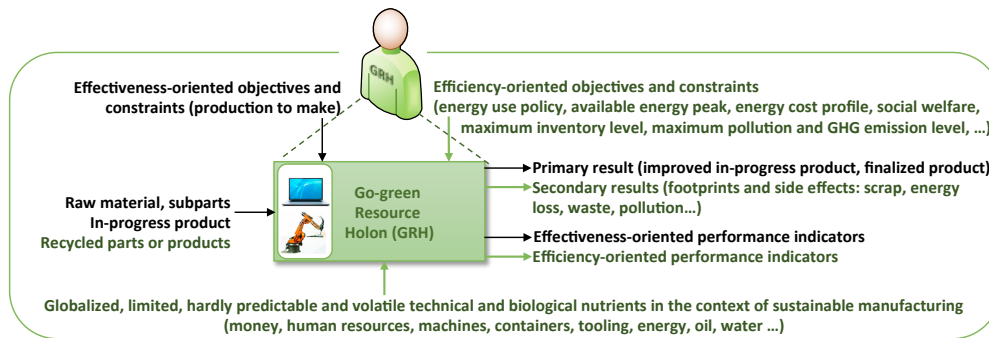 GRH
Effectiveness-oriented objectives and
constraints (production to make)
Efficiency-oriented objectives and constraints
(energy use policy, available energy peak, energy cost profile, social welfare,
maximum inventory level, maximum pollution and GHG emission level, ...)
Raw material, subparts
In-progress product
Recycled parts or products
Go-green
Resource
Holon (GRH)
Primary result (improved in-progress product, finalized product)
Secondary results (footprints and side effects: scrap, energy
loss, waste, pollution...)
Effectiveness-oriented performance indicators
Efficiency-oriented performance indicators
Globalized, limited, hardly predictable and volatile technical and biological nutrients in the context of sustainable manufacturing
(money, human resources, machines, containers, tooling, energy, oil, water ...)